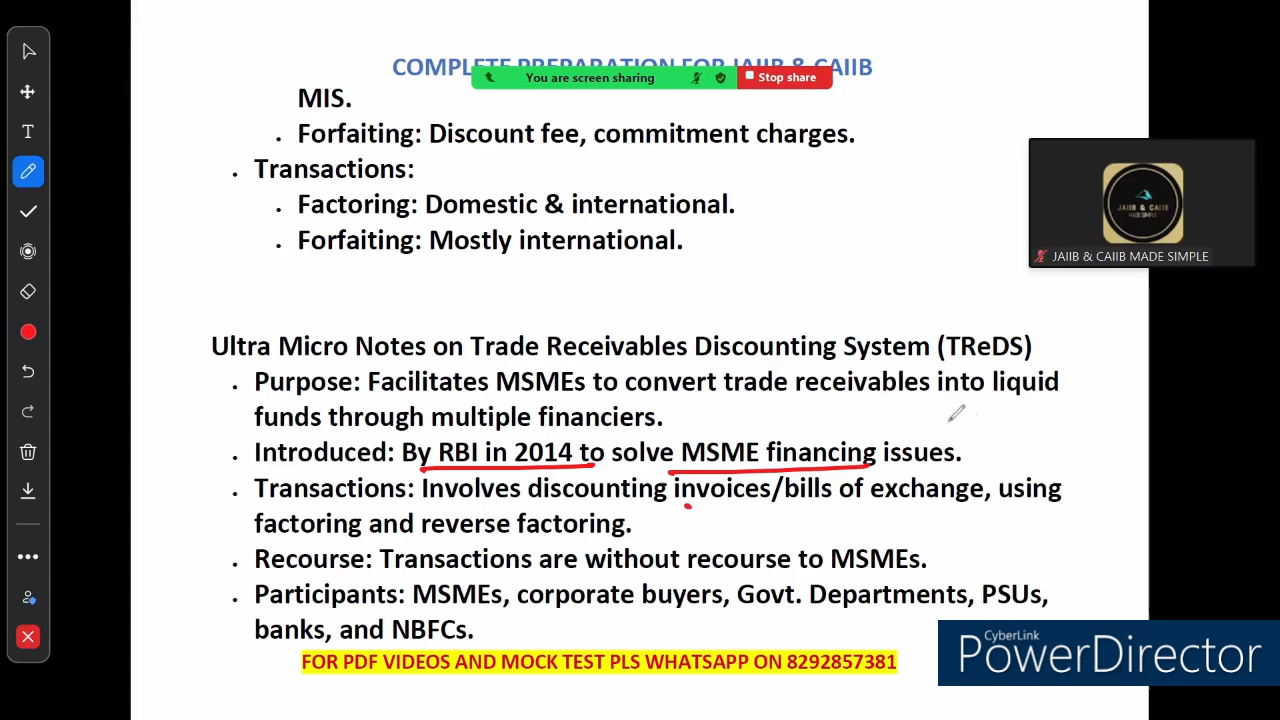 COMPLETE PREPARATION FOR JAIIB & CAIIB
You are screen sharing
Stop share
MIS.
Forfaiting: Discount fee, commitment charges.
Transactions:
Factoring: Domestic & international.
Forfaiting: Mostly international.
JAIIB & CAIIB
MADE SIMPLE
JAIIB & CAIIB MADE SIMPLE
Ultra Micro Notes on Trade Receivables Discounting System (TReDS)
Purpose: Facilitates MSMEs to convert trade receivables into liquid
funds through multiple financiers.
Introduced: By RBI in 2014 to solve MSME financing issues.
Transactions: Involves discounting invoices/bills of exchange, using
factoring and reverse factoring.
Recourse: Transactions are without recourse to MSMEs.
Participants: MSMEs, corporate buyers, Govt. Departments, PSUs,
banks, and NBFCs.
FOR PDF VIDEOS AND MOCK TEST PLS WHATSAPP ON 8292857381
CyberLink
PowerDirector